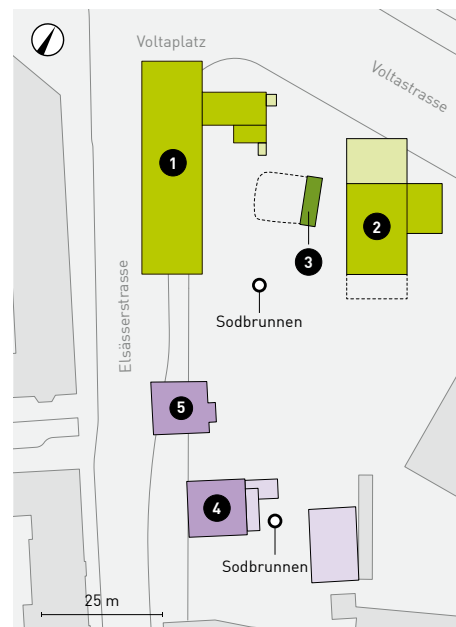 Voltaplatz
Voltastrasse
1
2
3
Elsässerstrasse
Sodbrunnen
5
4
Sodbrunnen
25 m